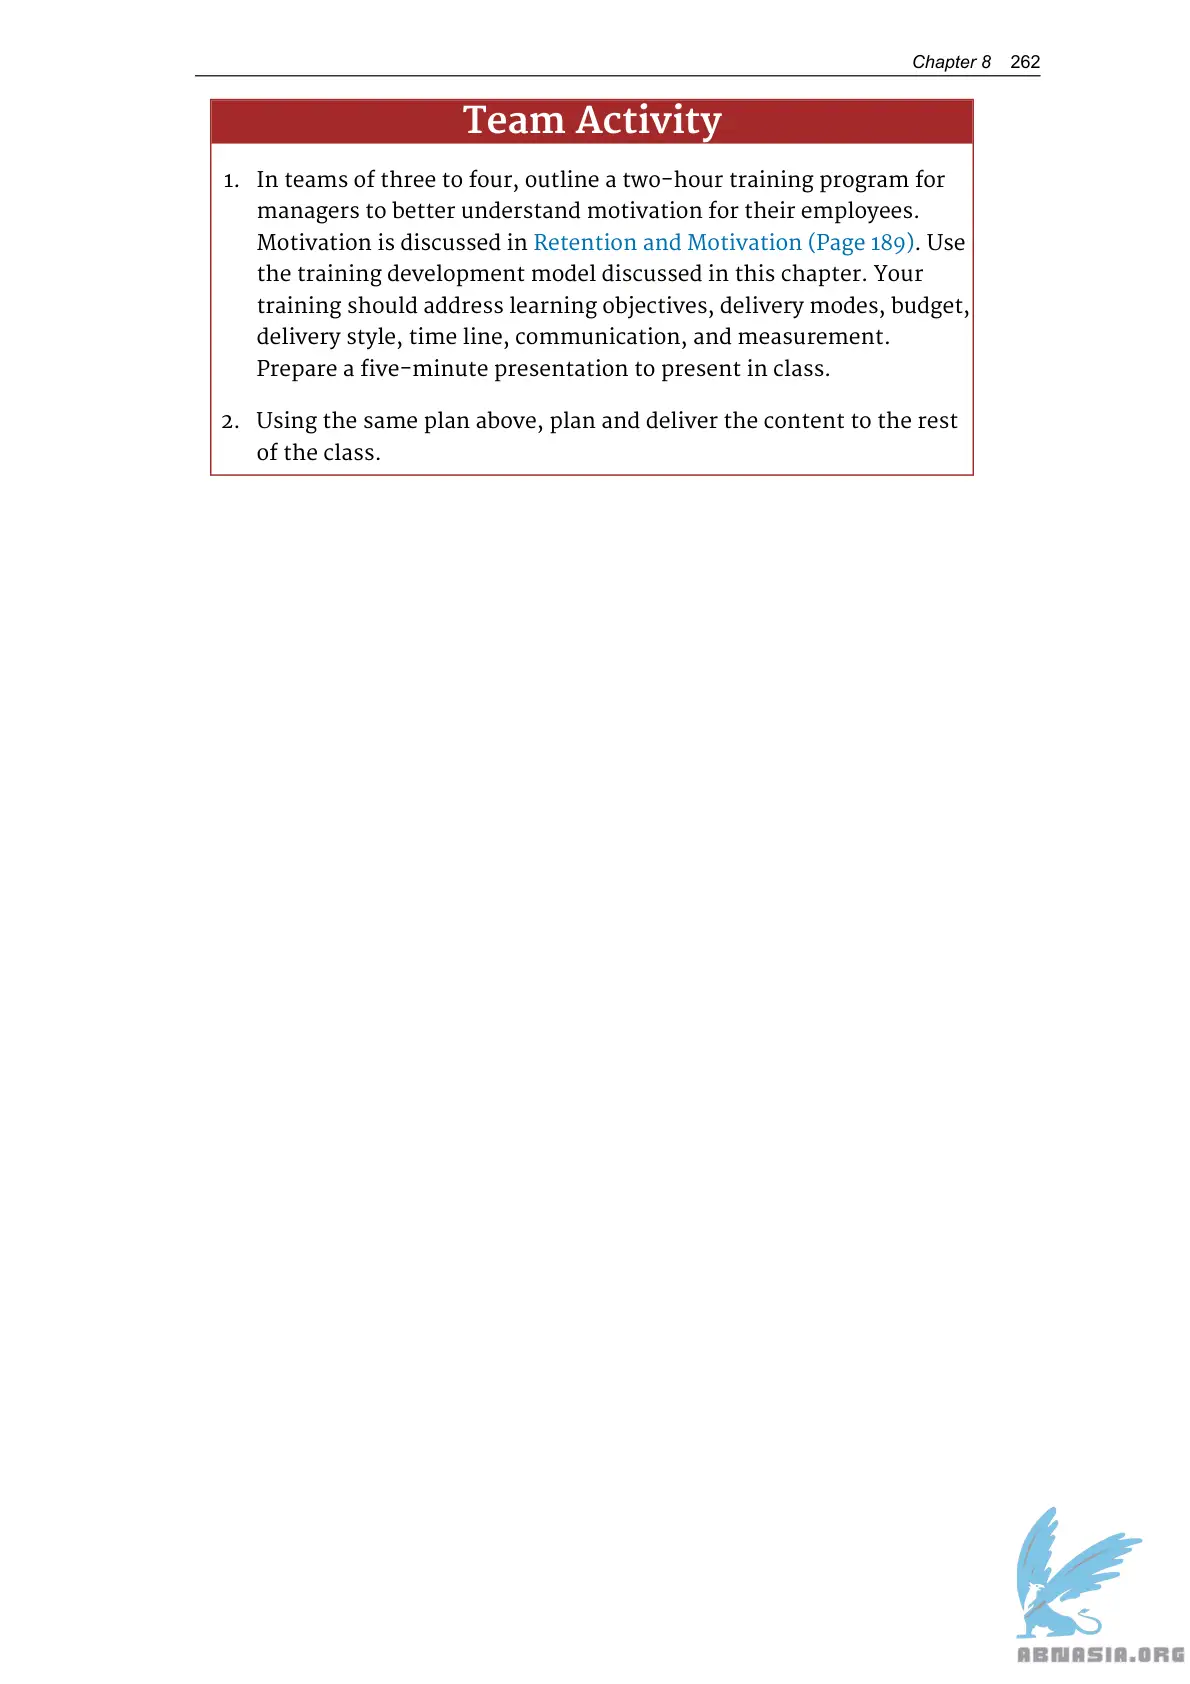 Chapter 8 262
Team Activity
1. In teams of three to four, outline a two-hour training program for
managers to better understand motivation for their employees.
Motivation is discussed in Retention and Motivation (Page 189). Use
the training development model discussed in this chapter. Your
training should address learning objectives, delivery modes, budget,
delivery style, time line, communication, and measurement.
Prepare a five-minute presentation to present in class.
2. Using the same plan above, plan and deliver the content to the rest
of the class.
ABNASIA.ORG